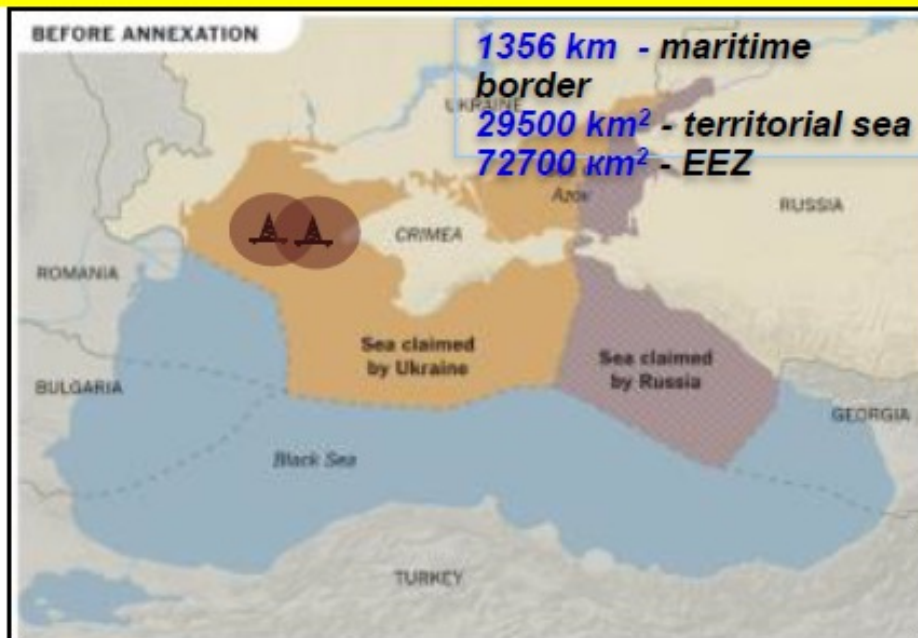 BEFORE ANNEXATION
1356 km - maritime
border
29500 km² - territorial sea
72700 км² - EEZ
UKRAINE
Azov
RUSSIA
CRIMEA
ROMANIA
Sea claimed
by Ukraine
Sea claimed
by Russia
BULGARIA
GEORGIA
Black Sea
TURKEY